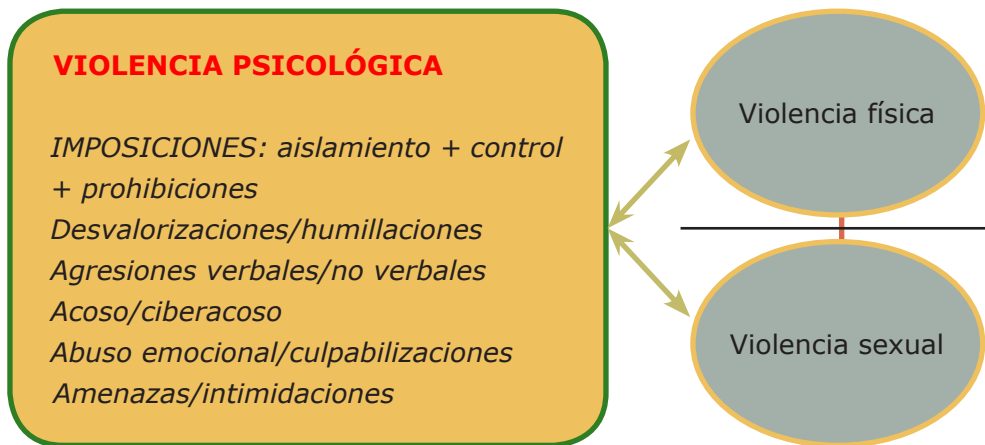 VIOLENCIA PSICOLÓGICA
IMPOSICIONES: aislamiento + control
+ prohibiciones
Desvalorizaciones/humillaciones
Agresiones verbales/no verbales
Acoso/ciberacoso
Abuso emocional/culpabilizaciones
Amenazas/intimidaciones
Violencia física
Violencia sexual